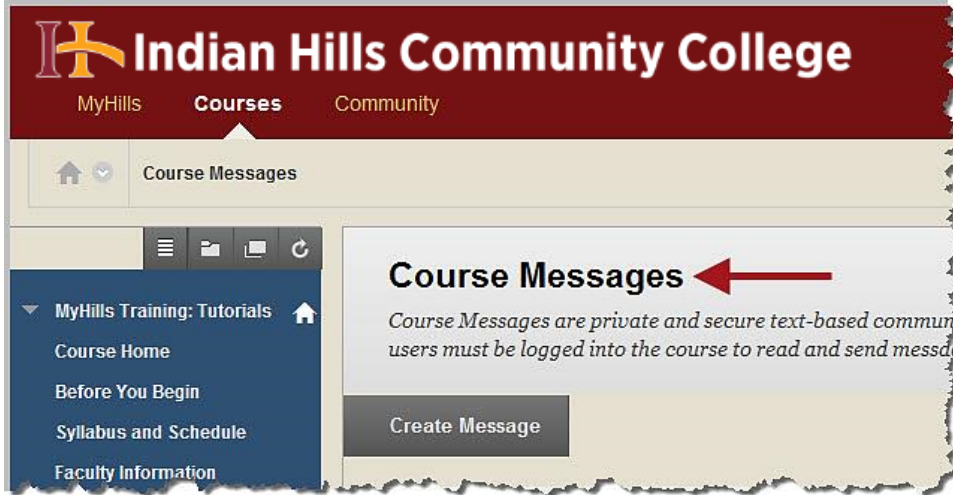 Indian Hills Community College
MyHills Courses Community
Course Messages
Course Messages
Course Messages are private and secure text-based commun
users must be logged into the course to read and send messa
Create Message
MyHills Training: Tutorials
Course Home
Before You Begin
Syllabus and Schedule
Faculty Information